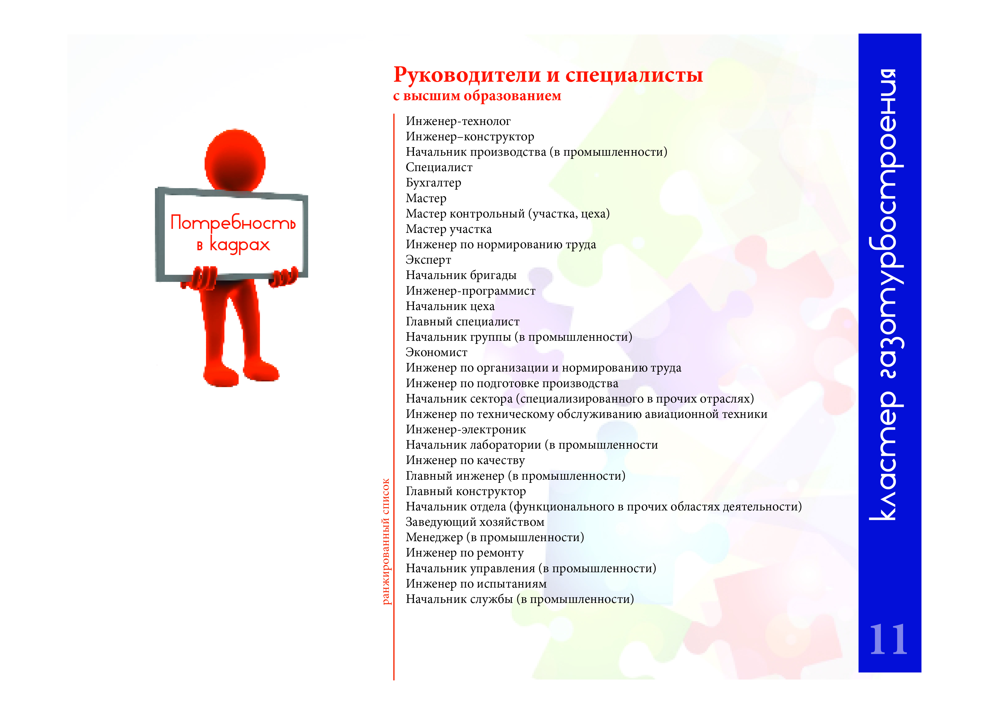 Потребность
в кадрах
Руководители и специалисты
с высшим образованием
Инженер-технолог
Инженер–конструктор
Начальник производства (в промышленности)
Специалист
Бухгалтер
Мастер
Мастер контрольный (участка, цеха)
Мастер участка
Инженер по нормированию труда
Эксперт
Начальник бригады
Инженер-программист
Начальник цеха
Главный специалист
Начальник группы (в промышленности)
Экономист
Инженер по организации и нормированию труда
Инженер по подготовке производства
Начальник сектора (специализированного в прочих отраслях)
Инженер по техническому обслуживанию авиационной техники
Инженер-электроник
Начальник лаборатории (в промышленности
Инженер по качеству
Главный инженер (в промышленности)
Главный конструктор
Начальник отдела (функционального в прочих областях деятельности)
Заведующий хозяйством
Менеджер (в промышленности)
Инженер по ремонту
Начальник управления (в промышленности)
Инженер по испытаниям
Начальник службы (в промышленности)
ранжированный список
кластер газотурбостроения
11